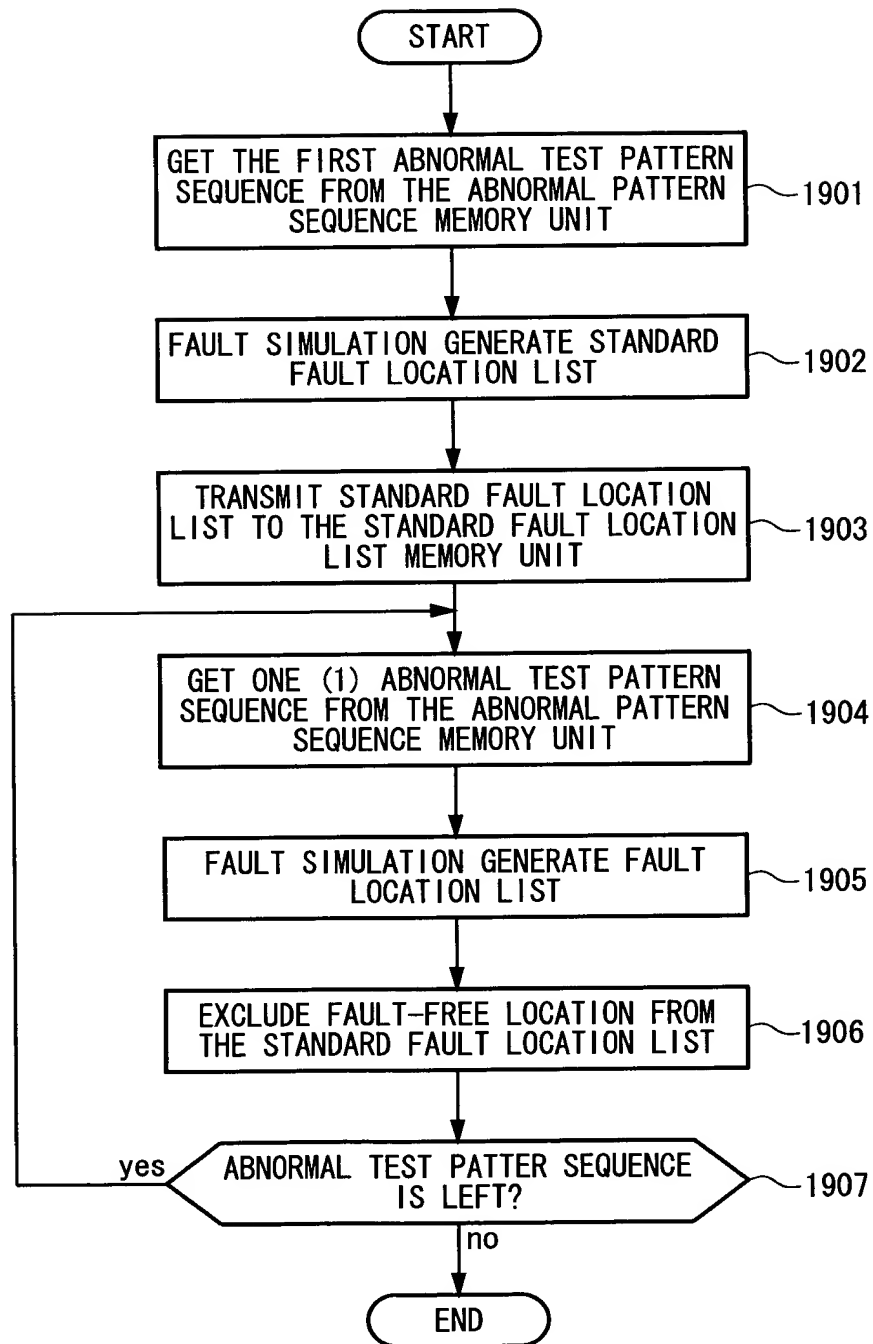 START
GET THE FIRST ABNORMAL TEST PATTERN
SEQUENCE FROM THE ABNORMAL PATTERN
SEQUENCE MEMORY UNIT
1901
FAULT SIMULATION GENERATE STANDARD
FAULT LOCATION LIST
1902
TRANSMIT STANDARD FAULT LOCATION
LIST TO THE STANDARD FAULT LOCATION
LIST MEMORY UNIT
1903
GET ONE (1) ABNORMAL TEST PATTERN
SEQUENCE FROM THE ABNORMAL PATTERN
SEQUENCE MEMORY UNIT
1904
FAULT SIMULATION GENERATE FAULT
LOCATION LIST
1905
EXCLUDE FAULT-FREE LOCATION FROM
THE STANDARD FAULT LOCATION LIST
1906
yes
ABNORMAL TEST PATTER SEQUENCE
IS LEFT?
1907
no
END